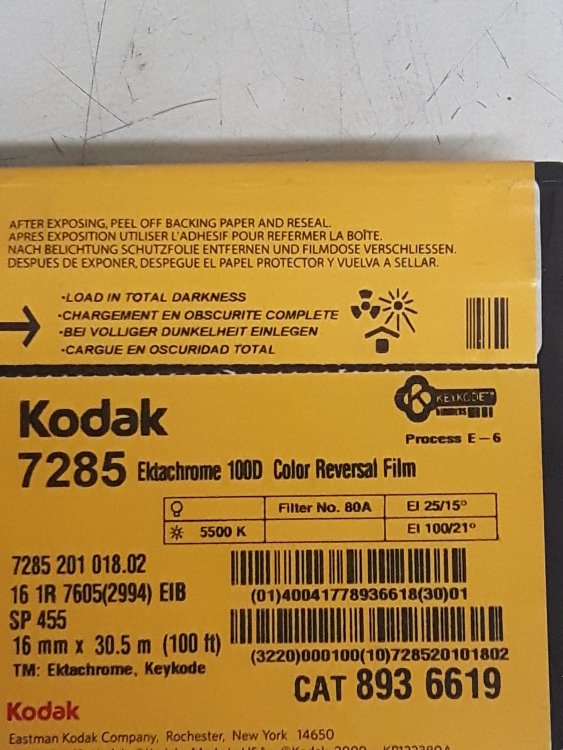 AFTER EXPOSING, PEEL OFF BACKING PAPER AND RESEAL.
APRES EXPOSITION UTILISER L'ADHESIF POUR REFERMER LA BOÎTE.
NACH BELICHTUNG SCHUTZFOLIE ENTFERNEN UND FILMDOSE VERSCHLIESSEN.
DESPUES DE EXPONER, DESPEGUE EL PAPEL PROTECTOR Y VUELVA A SELLAR.
•LOAD IN TOTAL DARKNESS
•CHARGEMENT EN OBSCURITE COMPLETE
•BEI VOLLIGER DUNKELHEIT EINLEGEN
•CARGUE EN OSCURIDAD TOTAL
Kodak
K KEYKODE™
NUMBERS
Process E-6
7285 Ektachrome 100D Color Reversal Film
Filter No. 80A EI 25/15°
5500 K EI 100/21°
7285 201 018.02
16 1R 7605(2994) EIB
(01)40041778936618(30)01
SP 455
16 mm x 30.5 m (100 ft)
(3220)000100(10)728520101802
TM: Ektachrome, Keykode
CAT 893 6619
Kodak
Eastman Kodak Company, Rochester, New York 14650